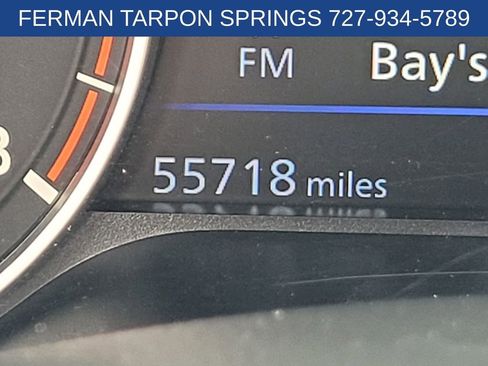 FERMAN TARPON SPRINGS 727-934-5789
FM Bay's
55718 miles